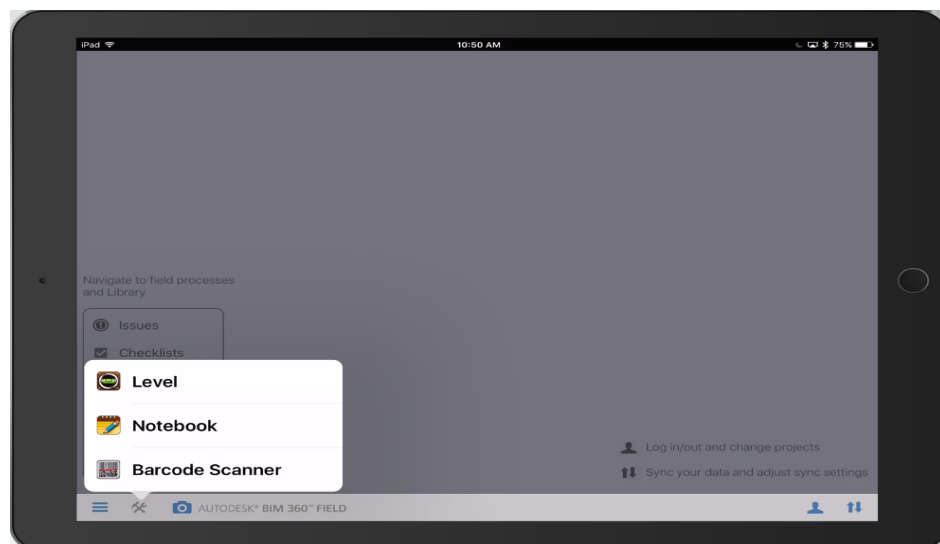 iPad
10:50 AM
75%
Navigate to field processes
and Library
Issues
Checklists
Level
Notebook
Barcode Scanner
Log in/out and change projects
Sync your data and adjust sync settings
AUTODESK® BIM 360™ FIELD